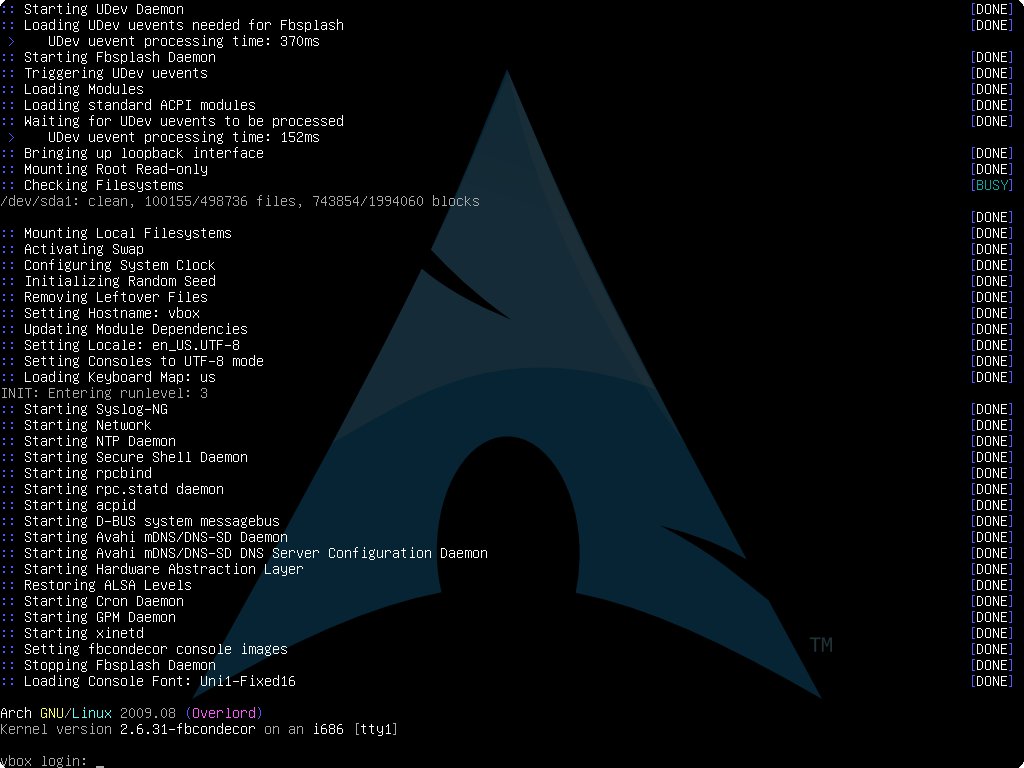 :: Starting UDev Daemon [DONE]
:: Loading UDev uevents needed for Fbsplash [DONE]
> UDev uevent processing time: 370ms
:: Starting Fbsplash Daemon [DONE]
:: Triggering UDev uevents [DONE]
:: Loading Modules [DONE]
:: Loading standard ACPI modules [DONE]
:: Waiting for UDev uevents to be processed [DONE]
> UDev uevent processing time: 152ms
:: Bringing up loopback interface [DONE]
:: Mounting Root Read-only [DONE]
:: Checking Filesystems [BUSY]
/dev/sda1: clean, 100155/498736 files, 743854/1994060 blocks
[DONE]
:: Mounting Local Filesystems [DONE]
:: Activating Swap [DONE]
:: Configuring System Clock [DONE]
:: Initializing Random Seed [DONE]
:: Removing Leftover Files [DONE]
:: Setting Hostname: vbox [DONE]
:: Updating Module Dependencies [DONE]
:: Setting Locale: en_US.UTF-8 [DONE]
:: Setting Consoles to UTF-8 mode [DONE]
:: Loading Keyboard Map: us [DONE]
INIT: Entering runlevel: 3
:: Starting Syslog-NG [DONE]
:: Starting Network [DONE]
:: Starting NTP Daemon [DONE]
:: Starting Secure Shell Daemon [DONE]
:: Starting rpcbind [DONE]
:: Starting rpc.statd daemon [DONE]
:: Starting acpid [DONE]
:: Starting D-BUS system messagebus [DONE]
:: Starting Avahi mDNS/DNS-SD Daemon [DONE]
:: Starting Avahi mDNS/DNS-SD DNS Server Configuration Daemon [DONE]
:: Starting Hardware Abstraction Layer [DONE]
:: Restoring ALSA Levels [DONE]
:: Starting Cron Daemon [DONE]
:: Starting GPM Daemon [DONE]
:: Starting xinetd [DONE]
:: Setting fbcondecor console images [DONE]
TM
:: Stopping Fbsplash Daemon [DONE]
:: Loading Console Font: Uni1-Fixed16 [DONE]
Arch GNU/Linux 2009.08 (Overlord)
Kernel version 2.6.31-fbcondecor on an i686 [tty1]
vbox login: _